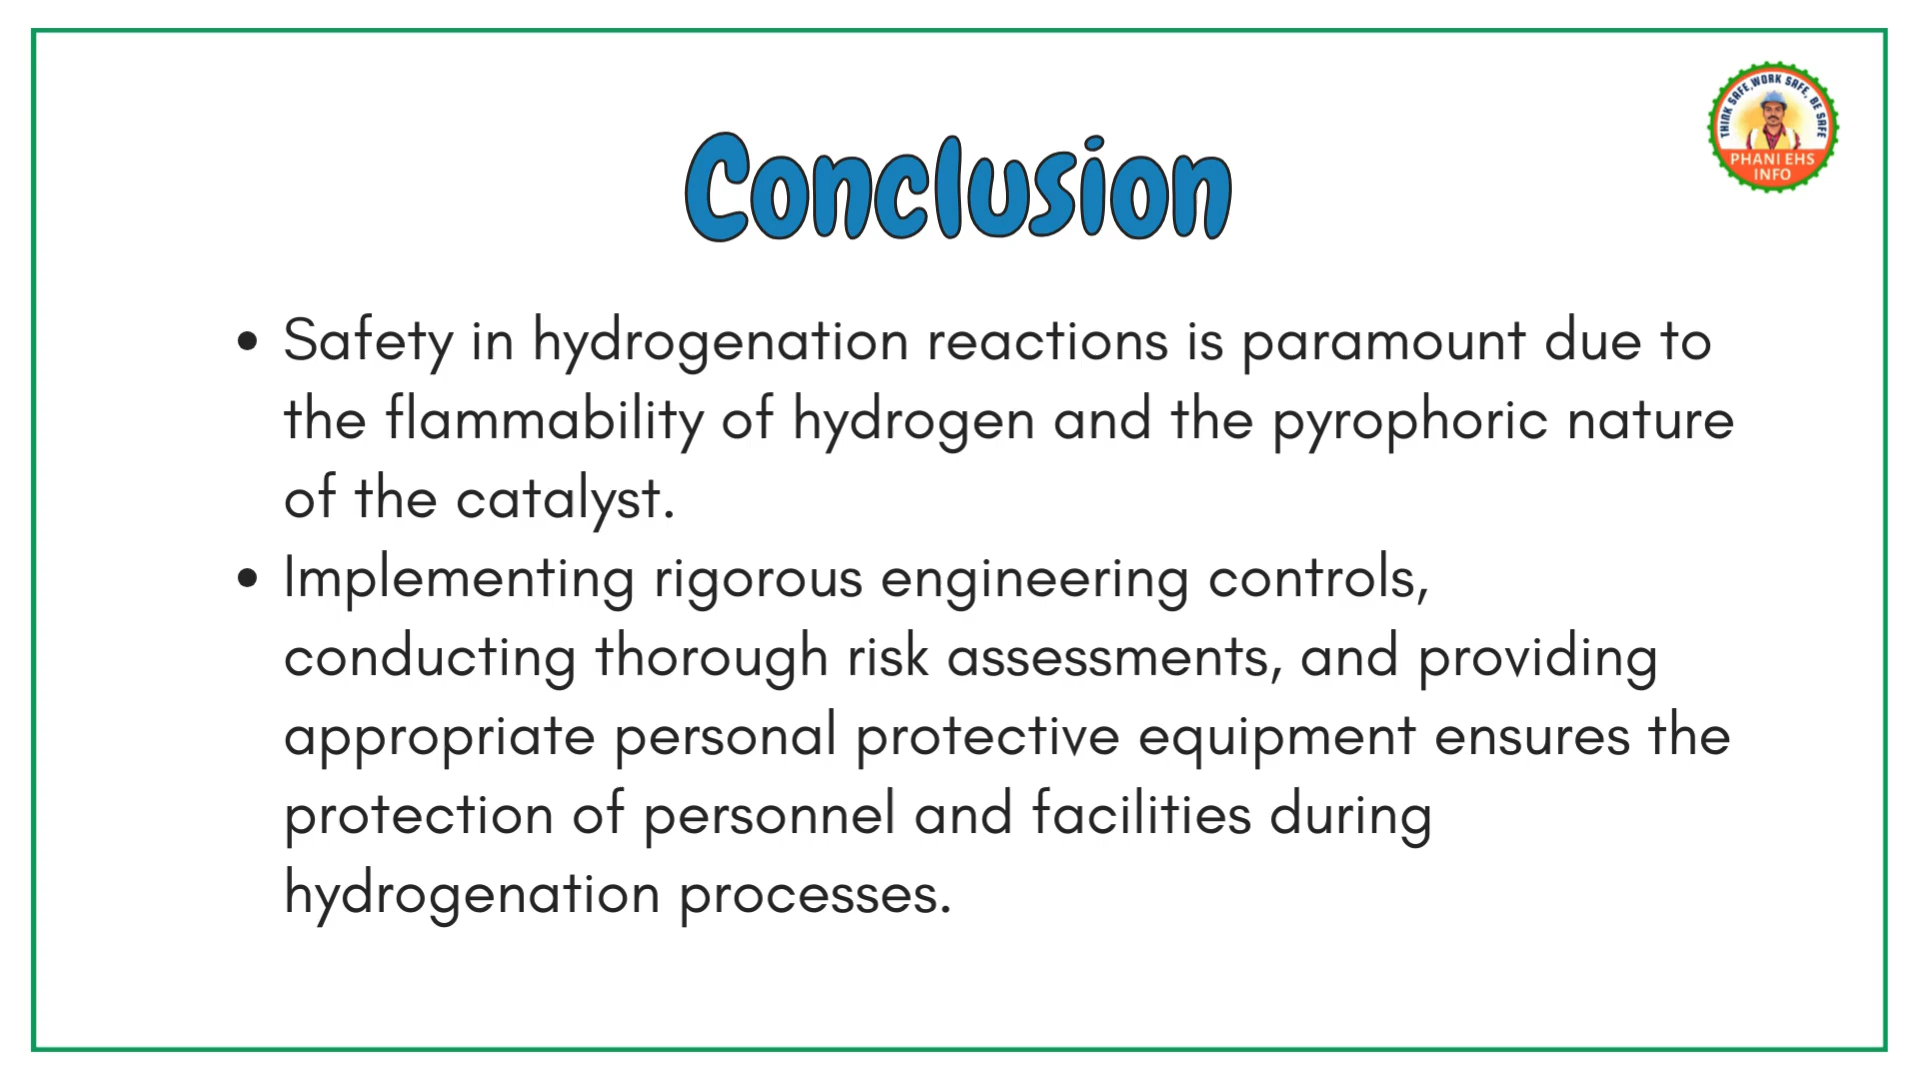 THINK SAFE, WORK SAFE, BE SAFE
PHANI EHS
INFO
Conclusion
• Safety in hydrogenation reactions is paramount due to
the flammability of hydrogen and the pyrophoric nature
of the catalyst.
• Implementing rigorous engineering controls,
conducting thorough risk assessments, and providing
appropriate personal protective equipment ensures the
protection of personnel and facilities during
hydrogenation processes.